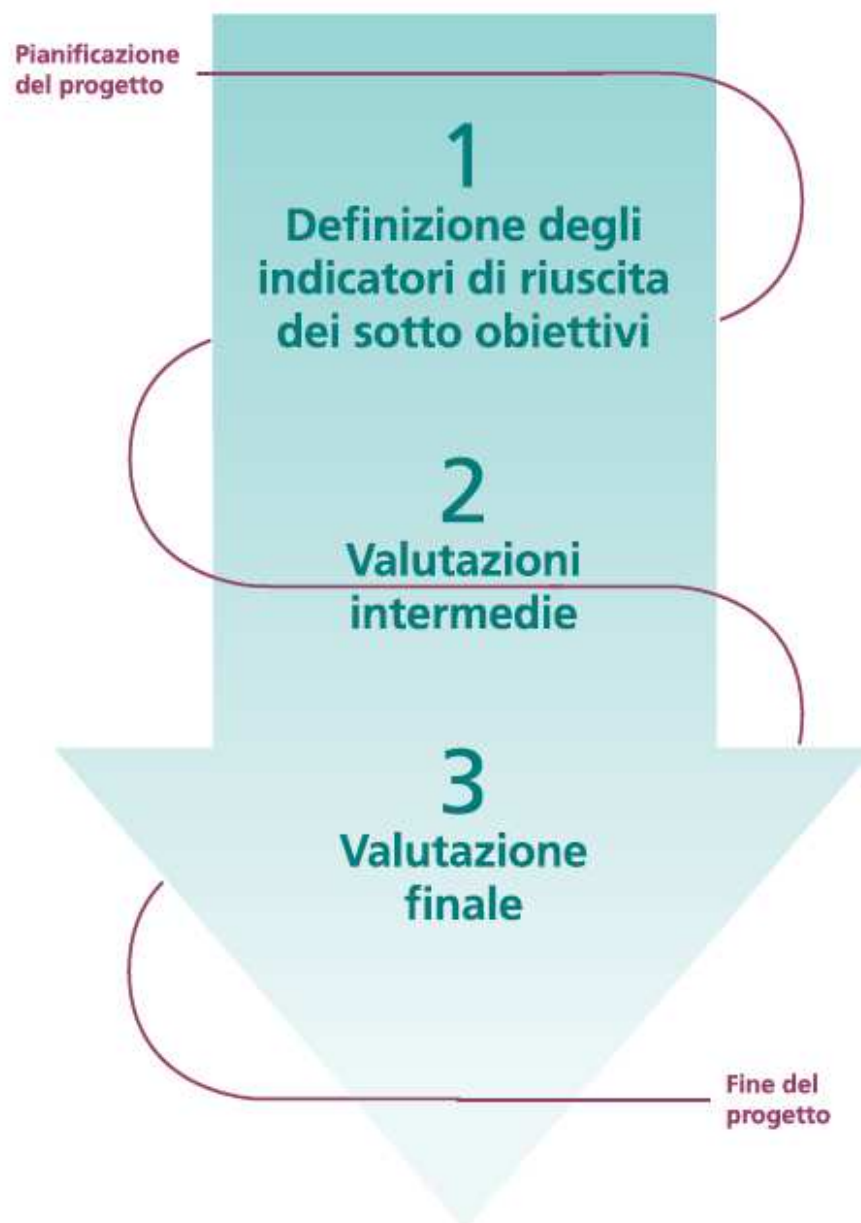 Pianificazione
del progetto
1
Definizione degli
indicatori di riuscita
dei sotto obiettivi
2
Valutazioni
intermedie
3
Valutazione
finale
Fine del
progetto